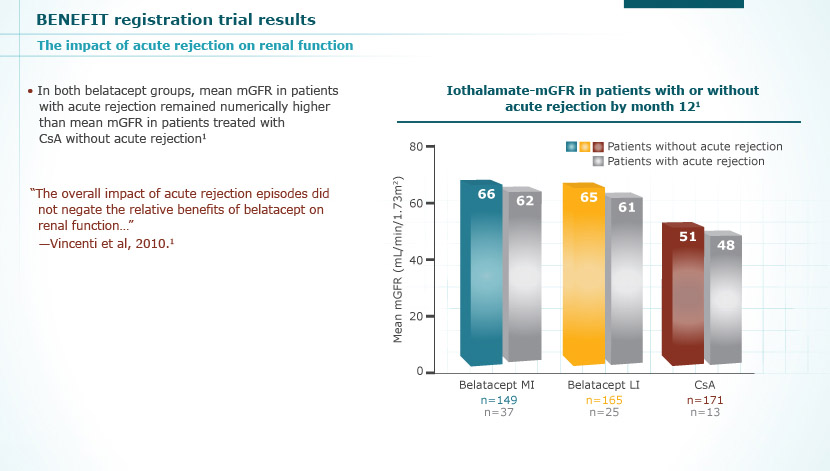 BENEFIT registration trial results
The impact of acute rejection on renal function
• In both belatacept groups, mean mGFR in patients
with acute rejection remained numerically higher
than mean mGFR in patients treated with
CsA without acute rejection¹
“The overall impact of acute rejection episodes did
not negate the relative benefits of belatacept on
renal function…”
—Vincenti et al, 2010.¹
Iothalamate-mGFR in patients with or without
acute rejection by month 12¹
Patients without acute rejection
Patients with acute rejection
Mean mGFR (mL/min/1.73m²)
80
60
40
20
0
66 62 65 61 51 48
Belatacept MI Belatacept LI CsA
n=149 n=165 n=171
n=37 n=25 n=13